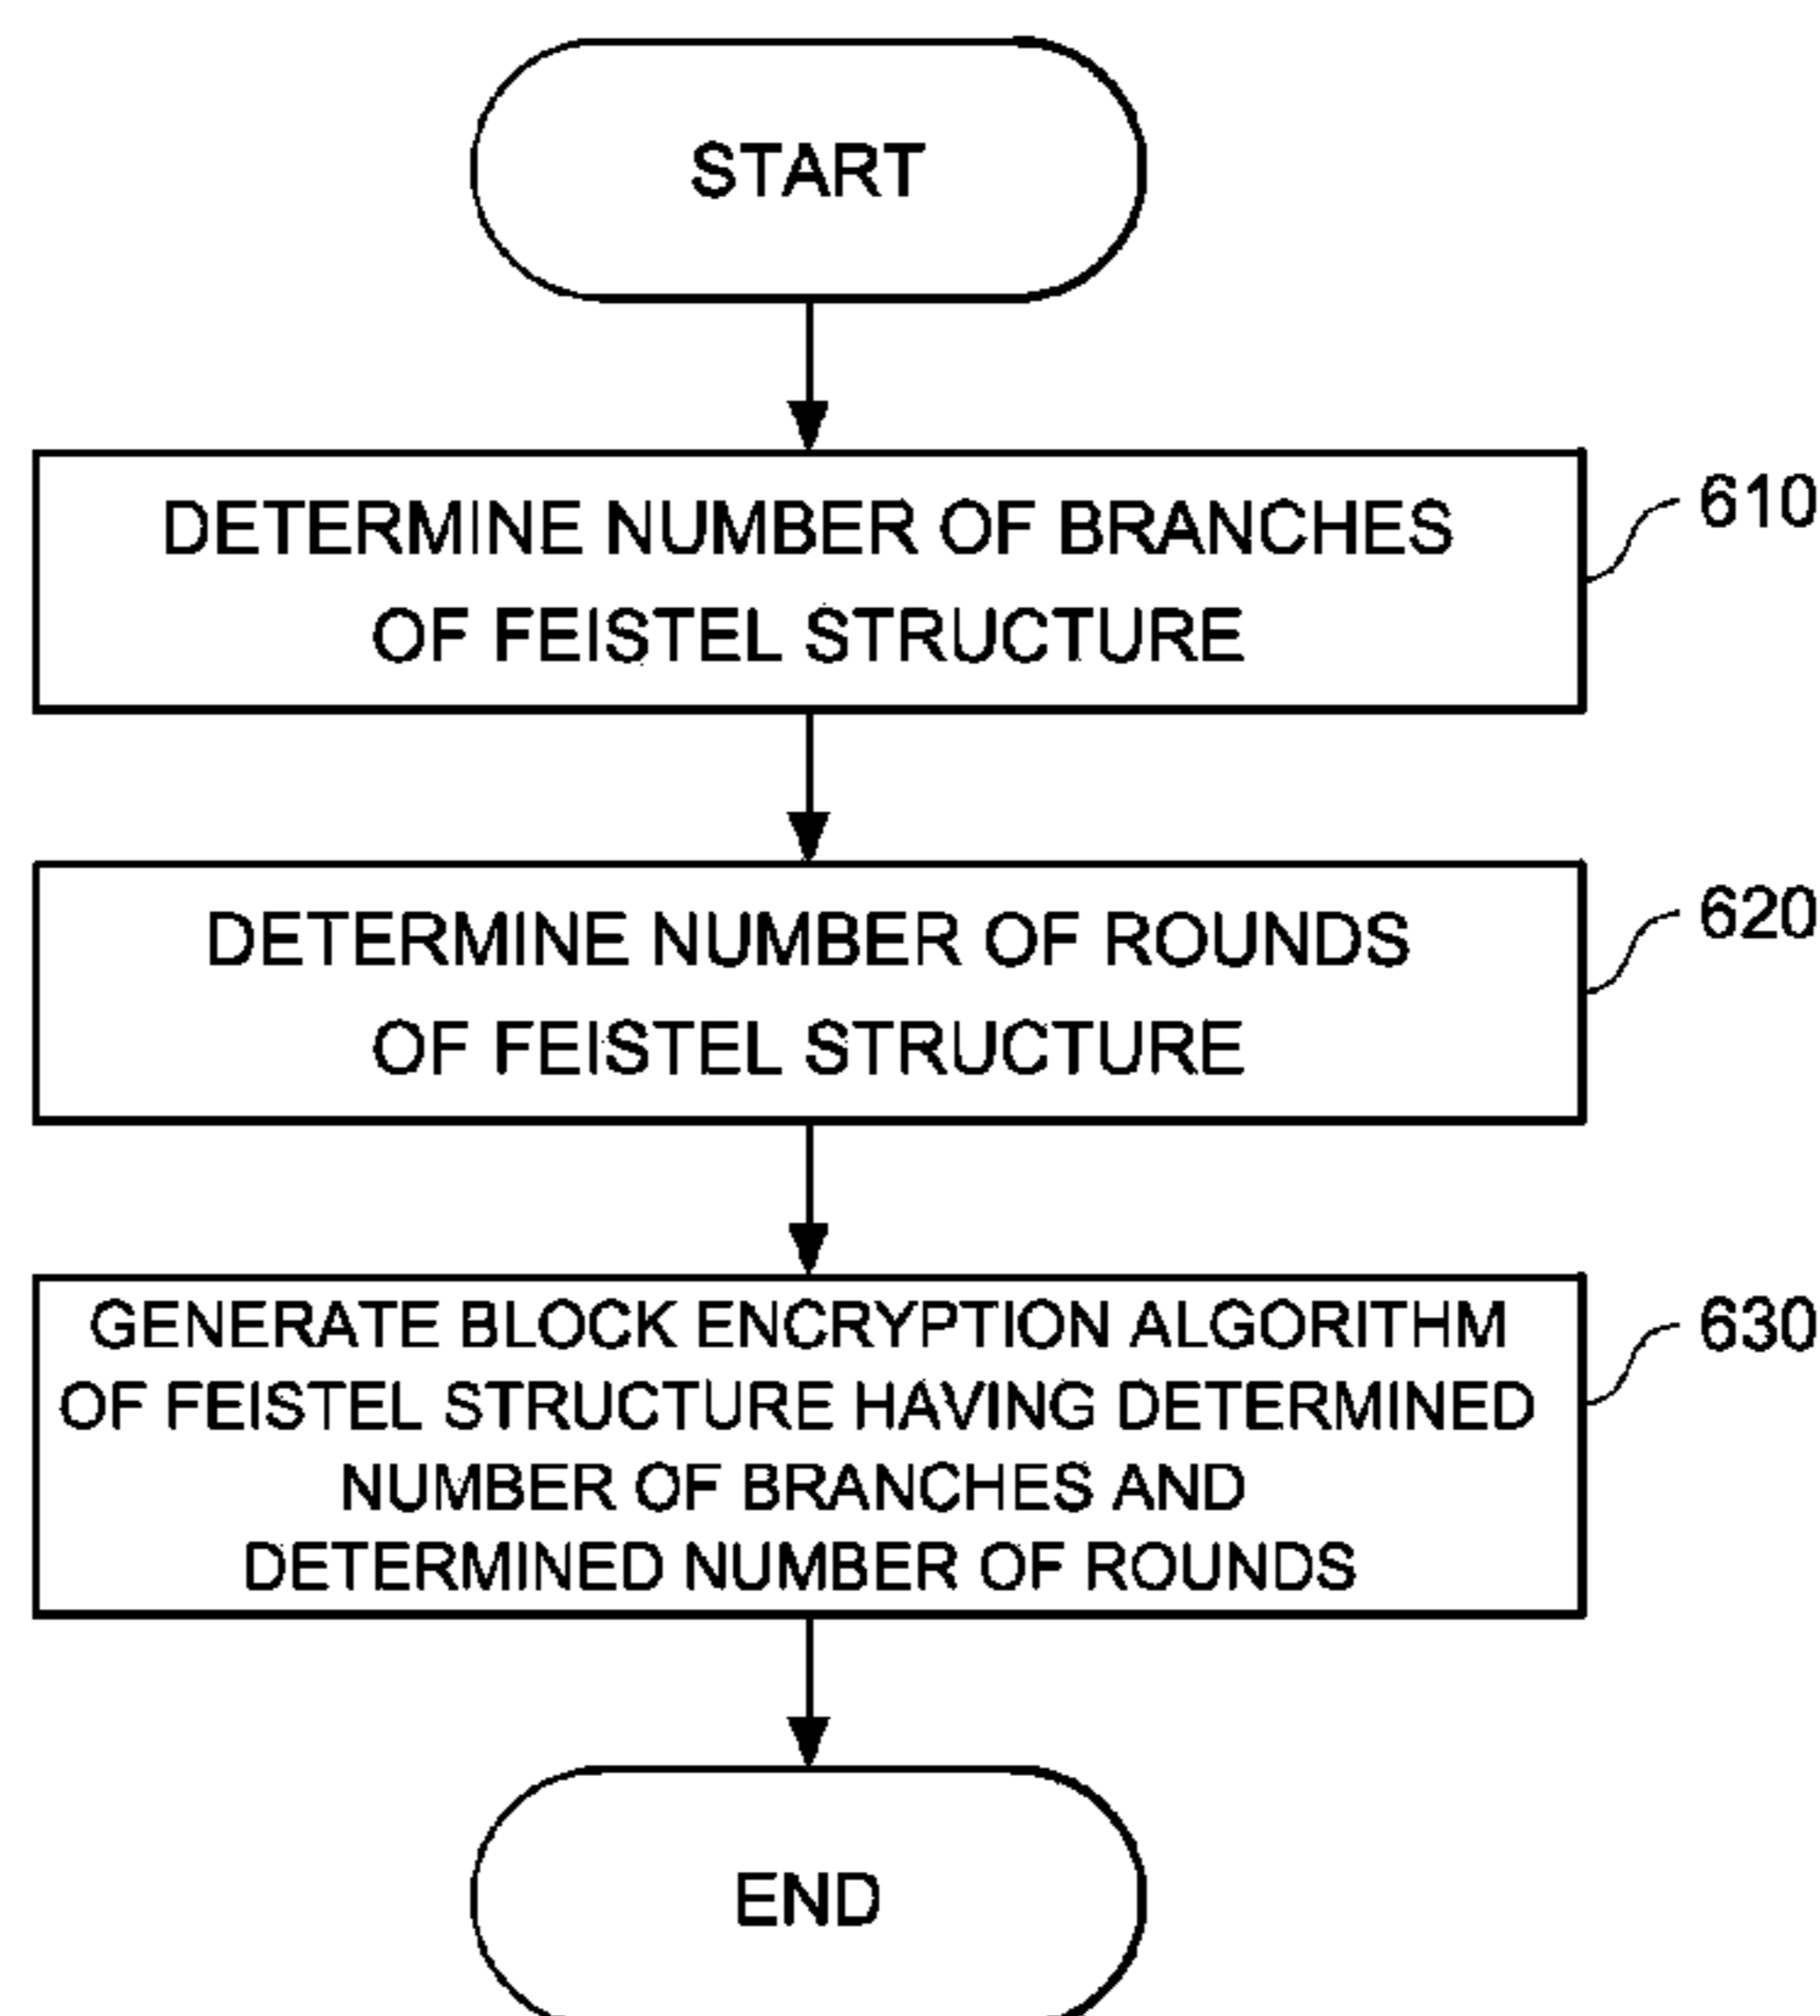 START
DETERMINE NUMBER OF BRANCHES
OF FEISTEL STRUCTURE
610
DETERMINE NUMBER OF ROUNDS
OF FEISTEL STRUCTURE
620
GENERATE BLOCK ENCRYPTION ALGORITHM
OF FEISTEL STRUCTURE HAVING DETERMINED
NUMBER OF BRANCHES AND
DETERMINED NUMBER OF ROUNDS
630
END